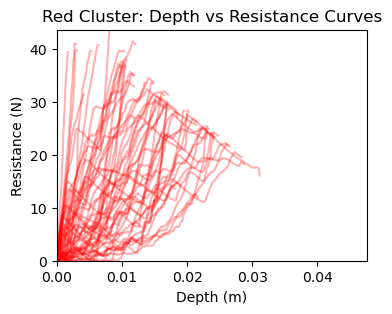 Red Cluster: Depth vs Resistance Curves
40
30
20
10
0
Resistance (N)
0.00 0.01 0.02 0.03 0.04
Depth (m)